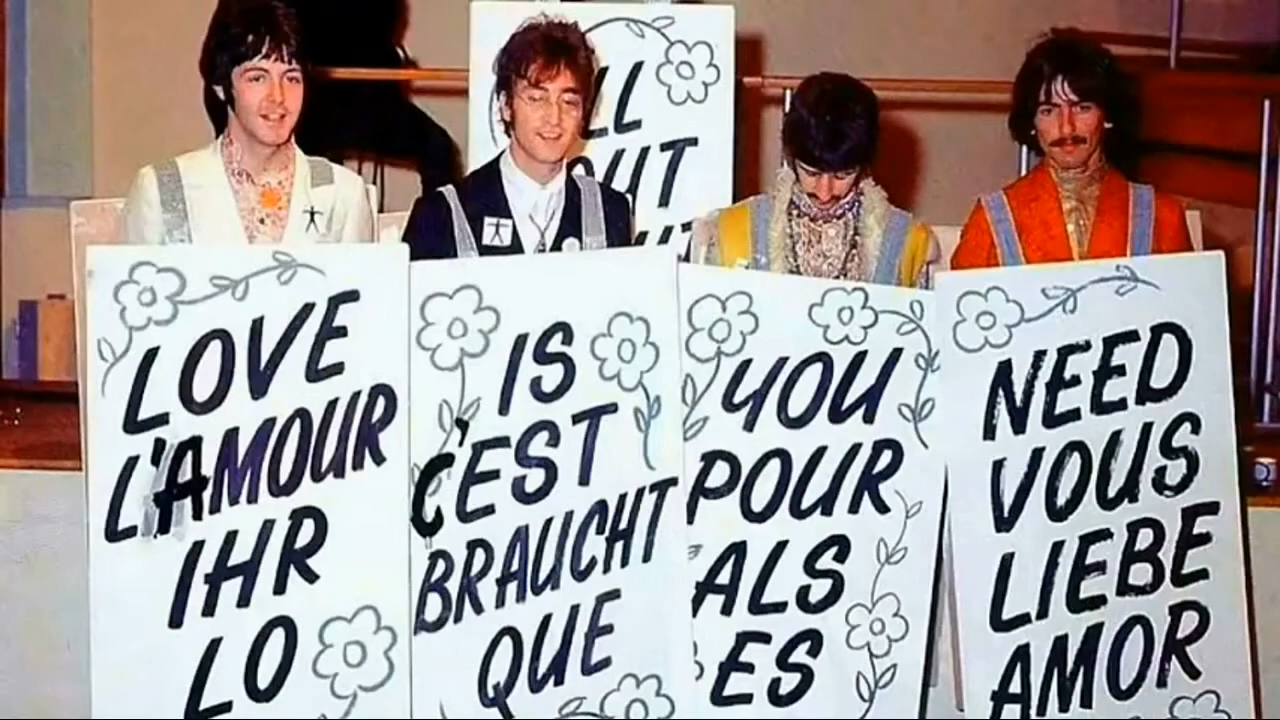 LOVE
L'AMOUR
IHR
LO
IS
C'EST
BRAUCHT
QUE
YOU
POUR
ALS
ES
NEED
VOUS
LIEBE
AMOR